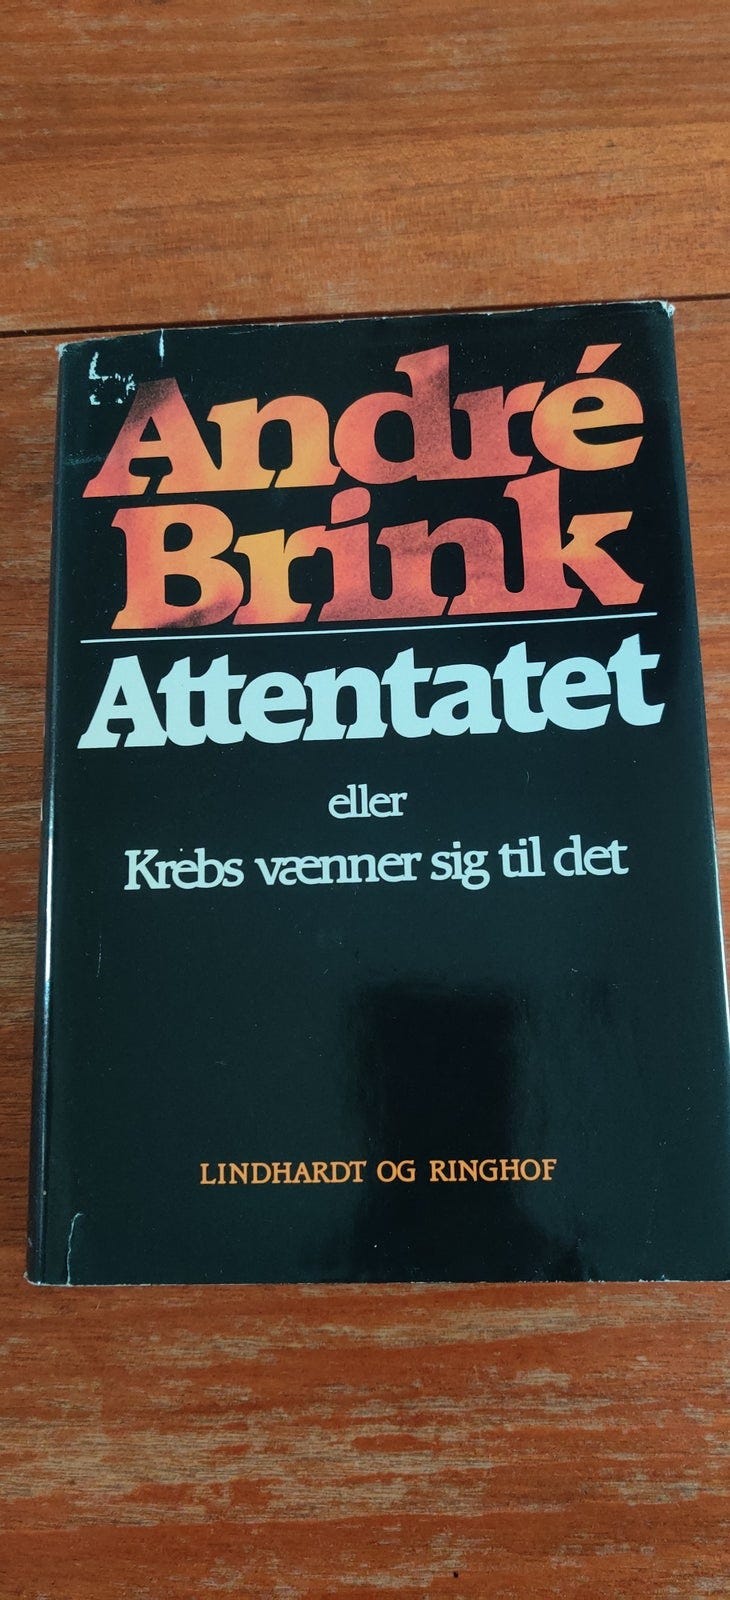 André
Brink
Attentatet
eller
Krebs vænner sig til det
LINDHARDT OG RINGHOF